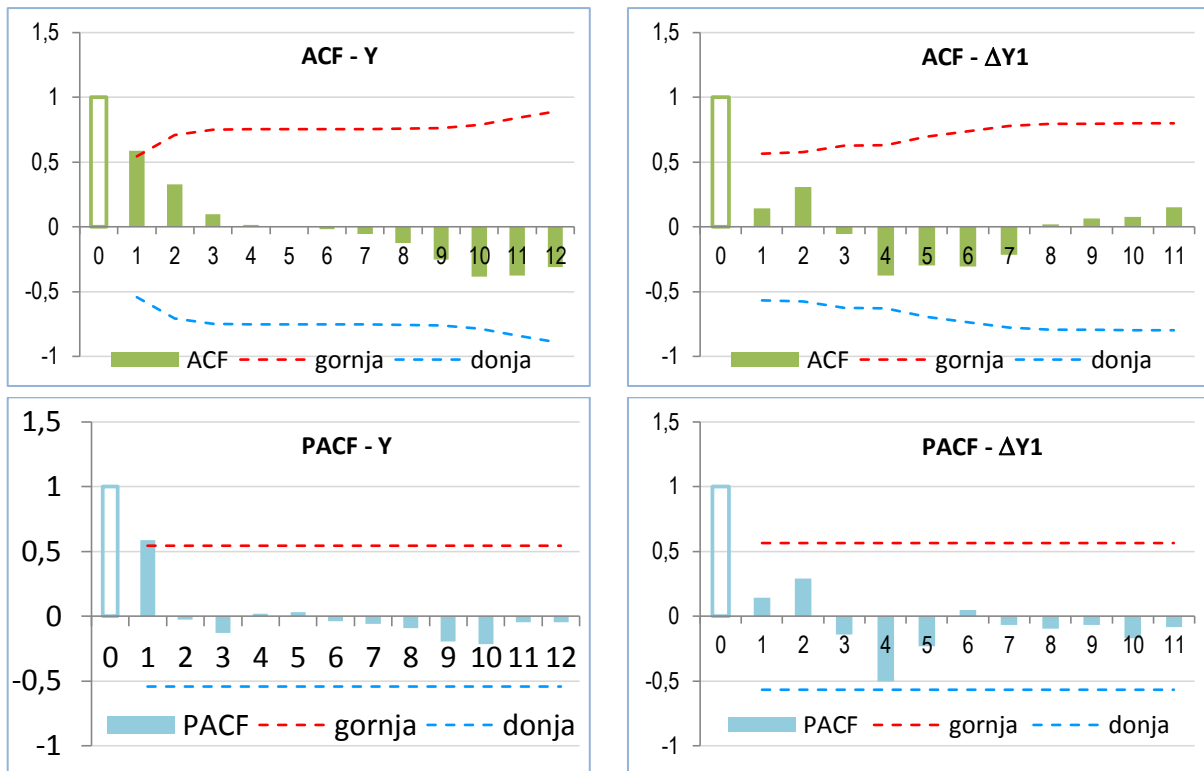 ACF - Y
1,5
1
0,5
0
-0,5
-1
0 1 2 3 4 5 6 7 8 9 10 11 12
ACF gornja donja
ACF - ΔY1
1,5
1
0,5
0
-0,5
-1
0 1 2 3 4 5 6 7 8 9 10 11
ACF gornja donja
PACF - Y
1,5
1
0,5
0
-0,5
-1
0 1 2 3 4 5 6 7 8 9 10 11 12
PACF gornja donja
PACF - ΔY1
1,5
1
0,5
0
-0,5
-1
0 1 2 3 4 5 6 7 8 9 10 11
PACF gornja donja